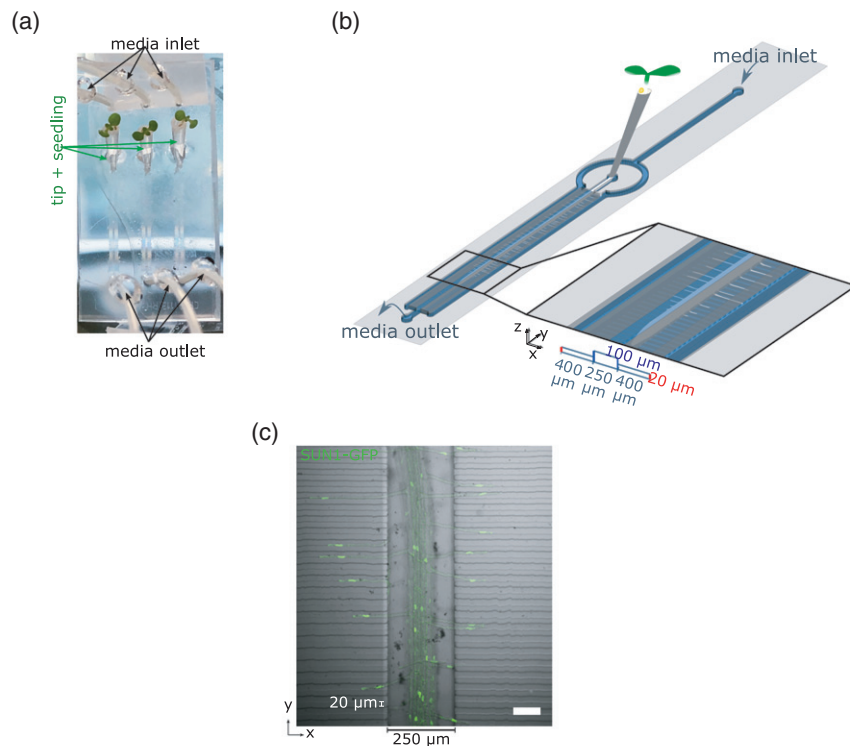 (a)
media inlet
tip + seedling
media outlet
(b)
media inlet
media outlet
z
y
x
100 µm
20 µm
400 250 400
µm µm µm
(c)
20 µm
y
x
250 µm